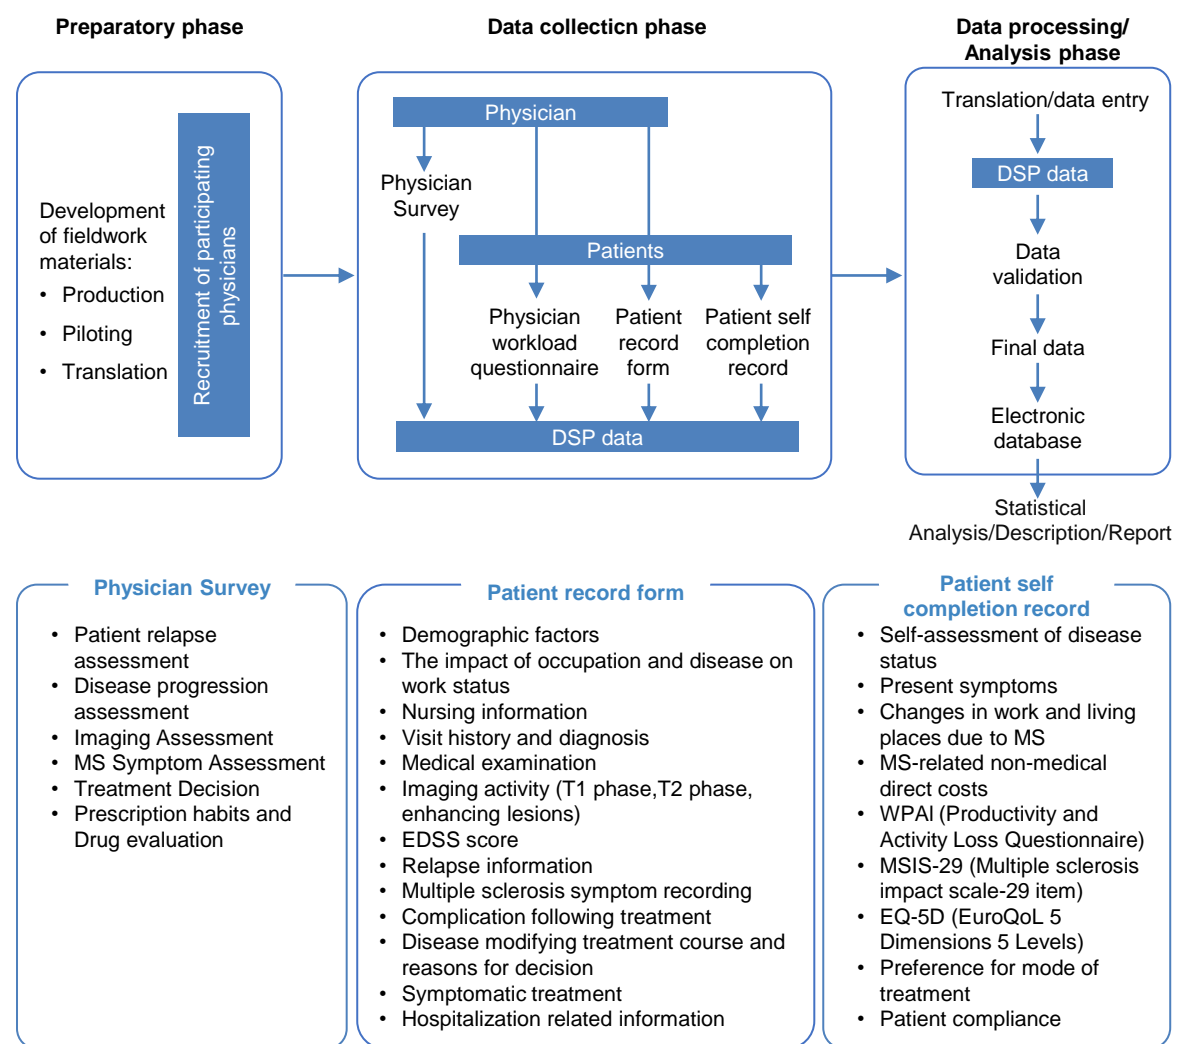 Preparatory phase
Data collecticn phase
Data processing/
Analysis phase
Development
of fieldwork
materials:
• Production
• Piloting
• Translation
Recruitment of participating
physicians
Physician
Physician
Survey
Patients
Physician
workload
questionnaire
Patient
record
form
Patient self
completion
record
DSP data
Translation/data entry
DSP data
Data
validation
Final data
Electronic
database
Statistical
Analysis/Description/Report
Physician Survey
• Patient relapse
assessment
• Disease progression
assessment
• Imaging Assessment
• MS Symptom Assessment
• Treatment Decision
• Prescription habits and
Drug evaluation
Patient record form
• Demographic factors
• The impact of occupation and disease on
work status
• Nursing information
• Visit history and diagnosis
• Medical examination
• Imaging activity (T1 phase,T2 phase,
enhancing lesions)
• EDSS score
• Relapse information
• Multiple sclerosis symptom recording
• Complication following treatment
• Disease modifying treatment course and
reasons for decision
• Symptomatic treatment
• Hospitalization related information
Patient self
completion record
• Self-assessment of disease
status
• Present symptoms
• Changes in work and living
places due to MS
• MS-related non-medical
direct costs
• WPAl (Productivity and
Activity Loss Questionnaire)
• MSIS-29 (Multiple sclerosis
impact scale-29 item)
• EQ-5D (EuroQoL 5
Dimensions 5 Levels)
• Preference for mode of
treatment
• Patient compliance